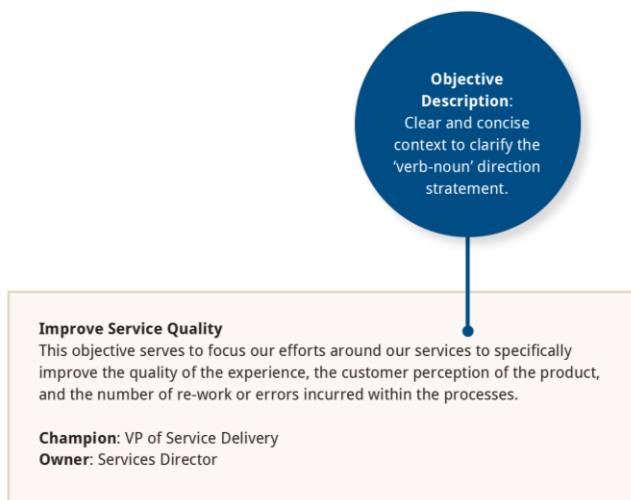 Objective
Description:
Clear and concise
context to clarify the
‘verb-noun’ direction
stratement.
Improve Service Quality
This objective serves to focus our efforts around our services to specifically
improve the quality of the experience, the customer perception of the product,
and the number of re-work or errors incurred within the processes.
Champion: VP of Service Delivery
Owner: Services Director